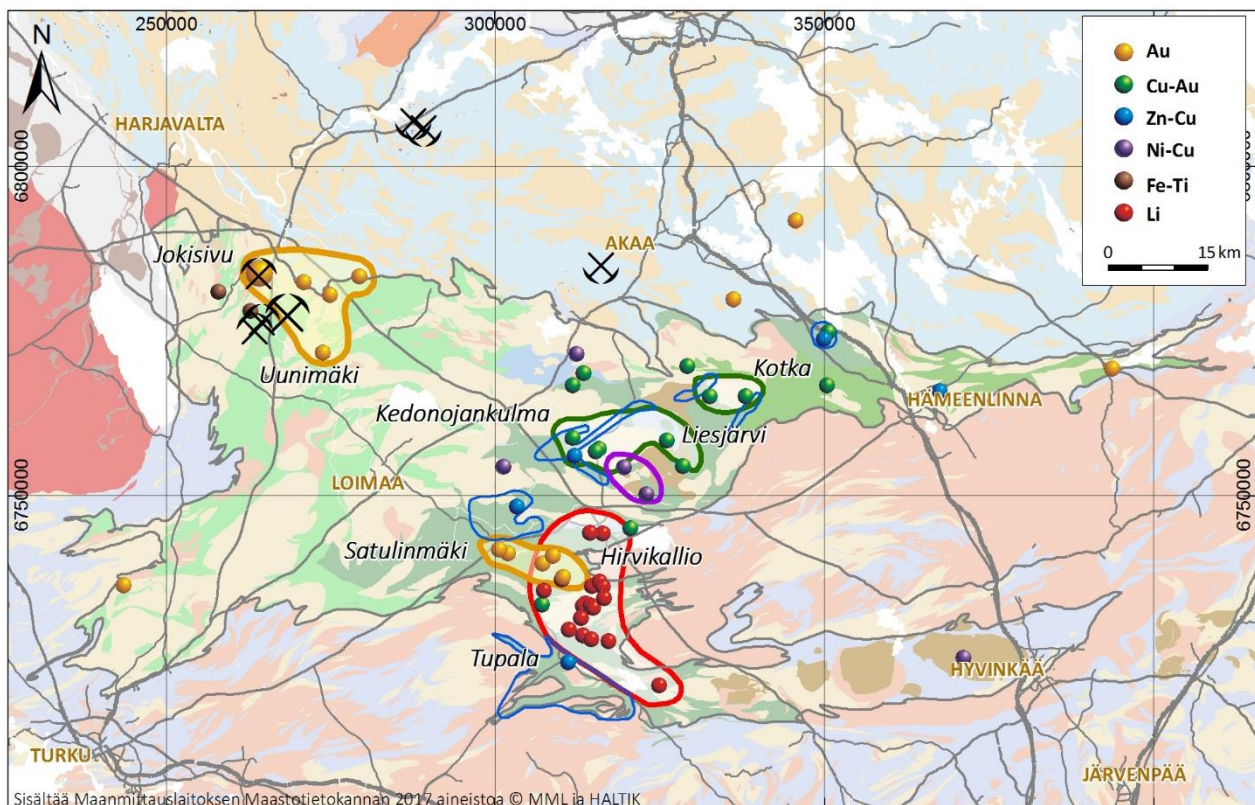 250000
300000
350000
N
Au
Cu-Au
Zn-Cu
Ni-Cu
Fe-Ti
Li
0 15 km
HARJAVALTA
6800000
Jokisivu
AKAA
Uunimäki
Kotka
HÄMEENLINNA
Kedonojankulma
Liesjärvi
LOIMAA
6750000
6750000
Satulinmäki
Hirvikallio
Tupala
HYVINKÄÄ
TURKU
JÄRVENPÄÄ
Sisältää Maanmittauslaitoksen Maastotietokannan 2017 aineistoa © MML ja HALTIK